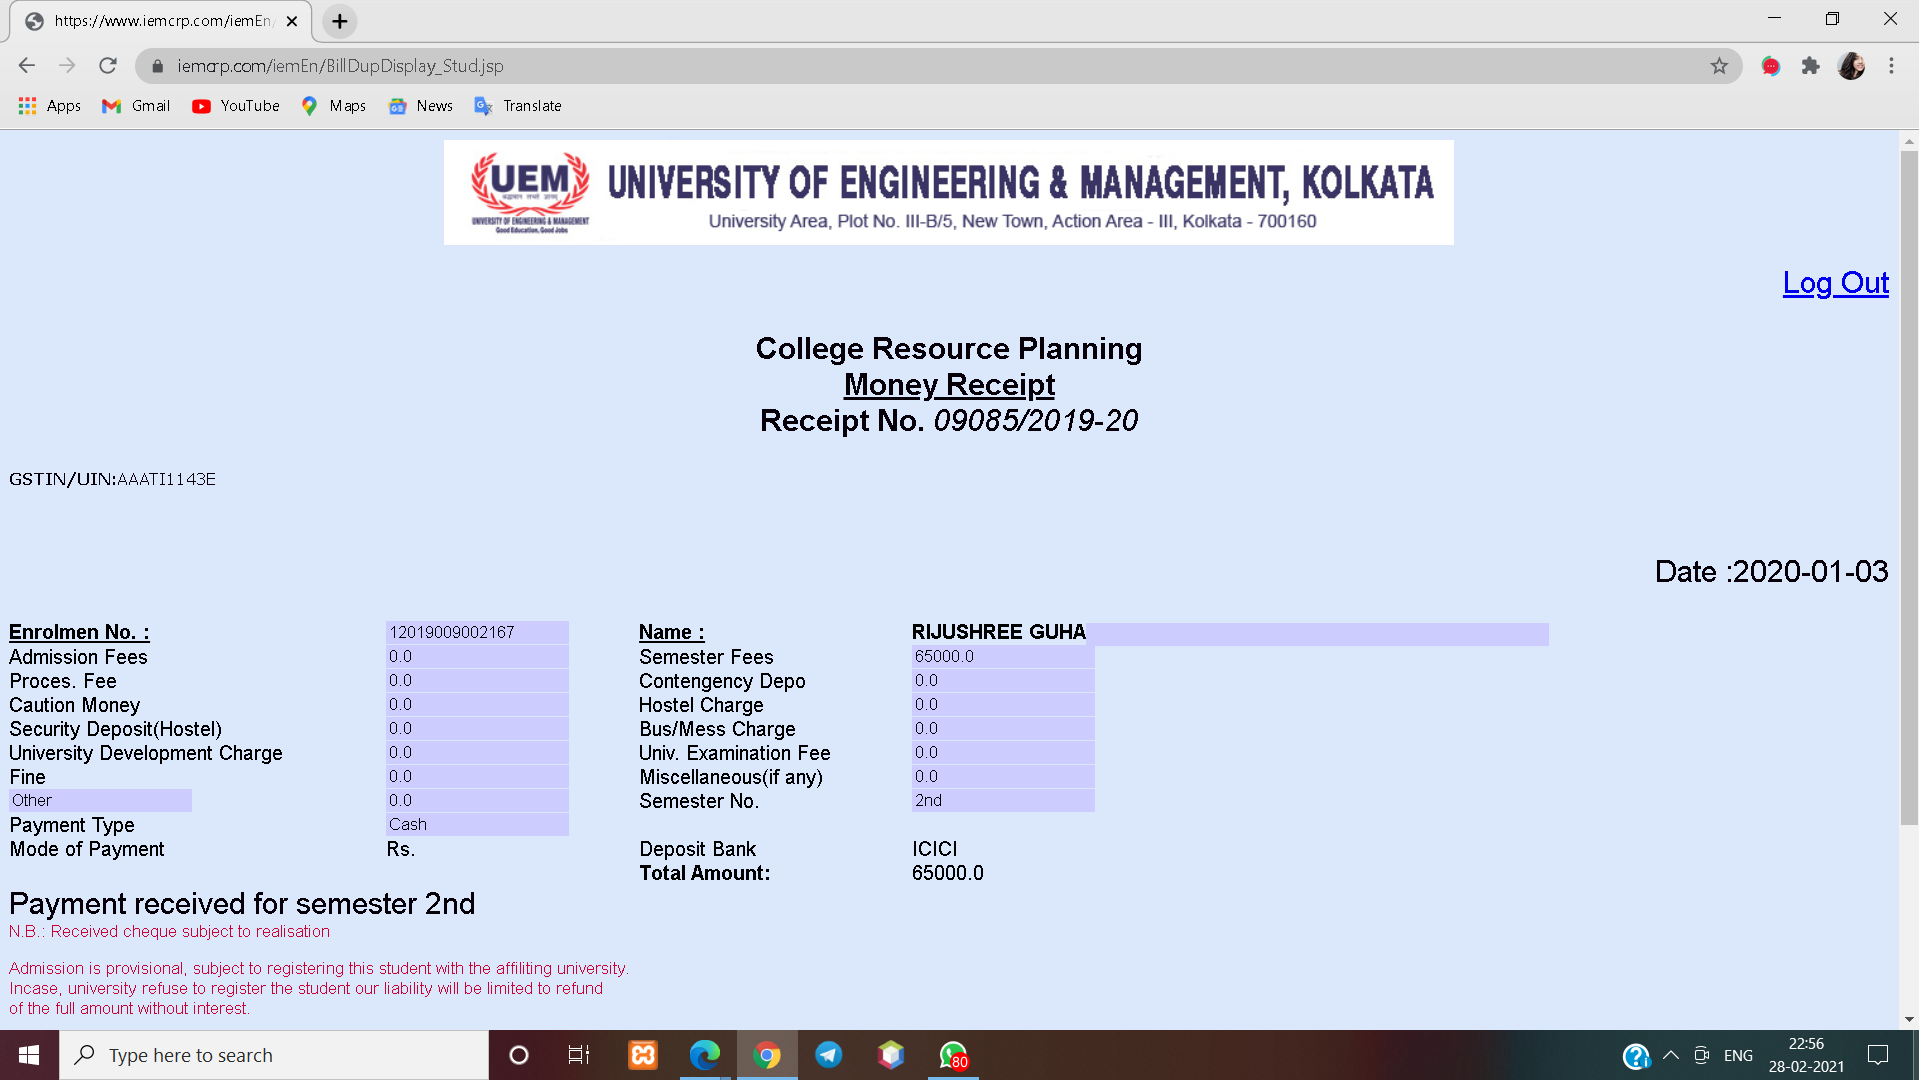 https://www.iemcrp.com/iemEn/
iemcrp.com/iemEn/BillDupDisplay_Stud.jsp
Apps Gmail YouTube Maps News Translate
UEM
UNIVERSITY OF ENGINEERING & MANAGEMENT
Good Education, Good Jobs
UNIVERSITY OF ENGINEERING & MANAGEMENT, KOLKATA
University Area, Plot No. III-B/5, New Town, Action Area - III, Kolkata - 700160
Log Out
College Resource Planning
Money Receipt
Receipt No. 09085/2019-20
GSTIN/UIN:AAATI1143E
Date :2020-01-03
Enrolmen No. : 12019009002167 Name : RIJUSHREE GUHA
Admission Fees 0.0 Semester Fees 65000.0
Proces. Fee 0.0 Contengency Depo 0.0
Caution Money 0.0 Hostel Charge 0.0
Security Deposit(Hostel) 0.0 Bus/Mess Charge 0.0
University Development Charge 0.0 Univ. Examination Fee 0.0
Fine 0.0 Miscellaneous(if any) 0.0
Other 0.0 Semester No. 2nd
Payment Type Cash
Mode of Payment Rs. Deposit Bank ICICI
Total Amount: 65000.0
Payment received for semester 2nd
N.B.: Received cheque subject to realisation
Admission is provisional, subject to registering this student with the affiliting university.
Incase, university refuse to register the student our liability will be limited to refund
of the full amount without interest.
Type here to search
80
ENG
22:56
28-02-2021